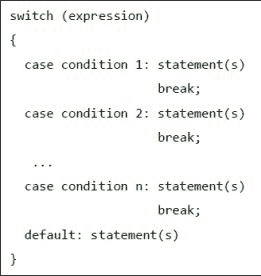 switch (expression)
{
case condition 1: statement(s)
break;
case condition 2: statement(s)
break;
...
case condition n: statement(s)
break;
default: statement(s)
}